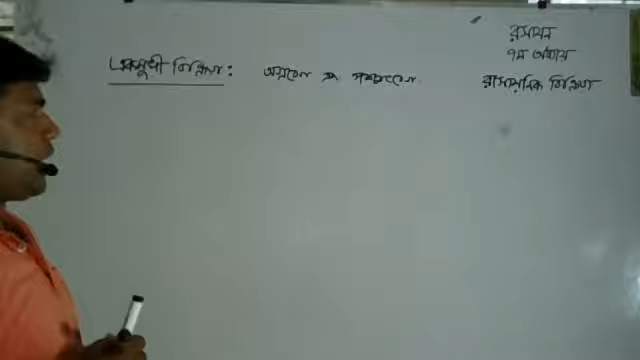 রসায়ন
৭ম অধ্যায়
রাসায়নিক বিক্রিয়া
একমুখী বিক্রিয়া :